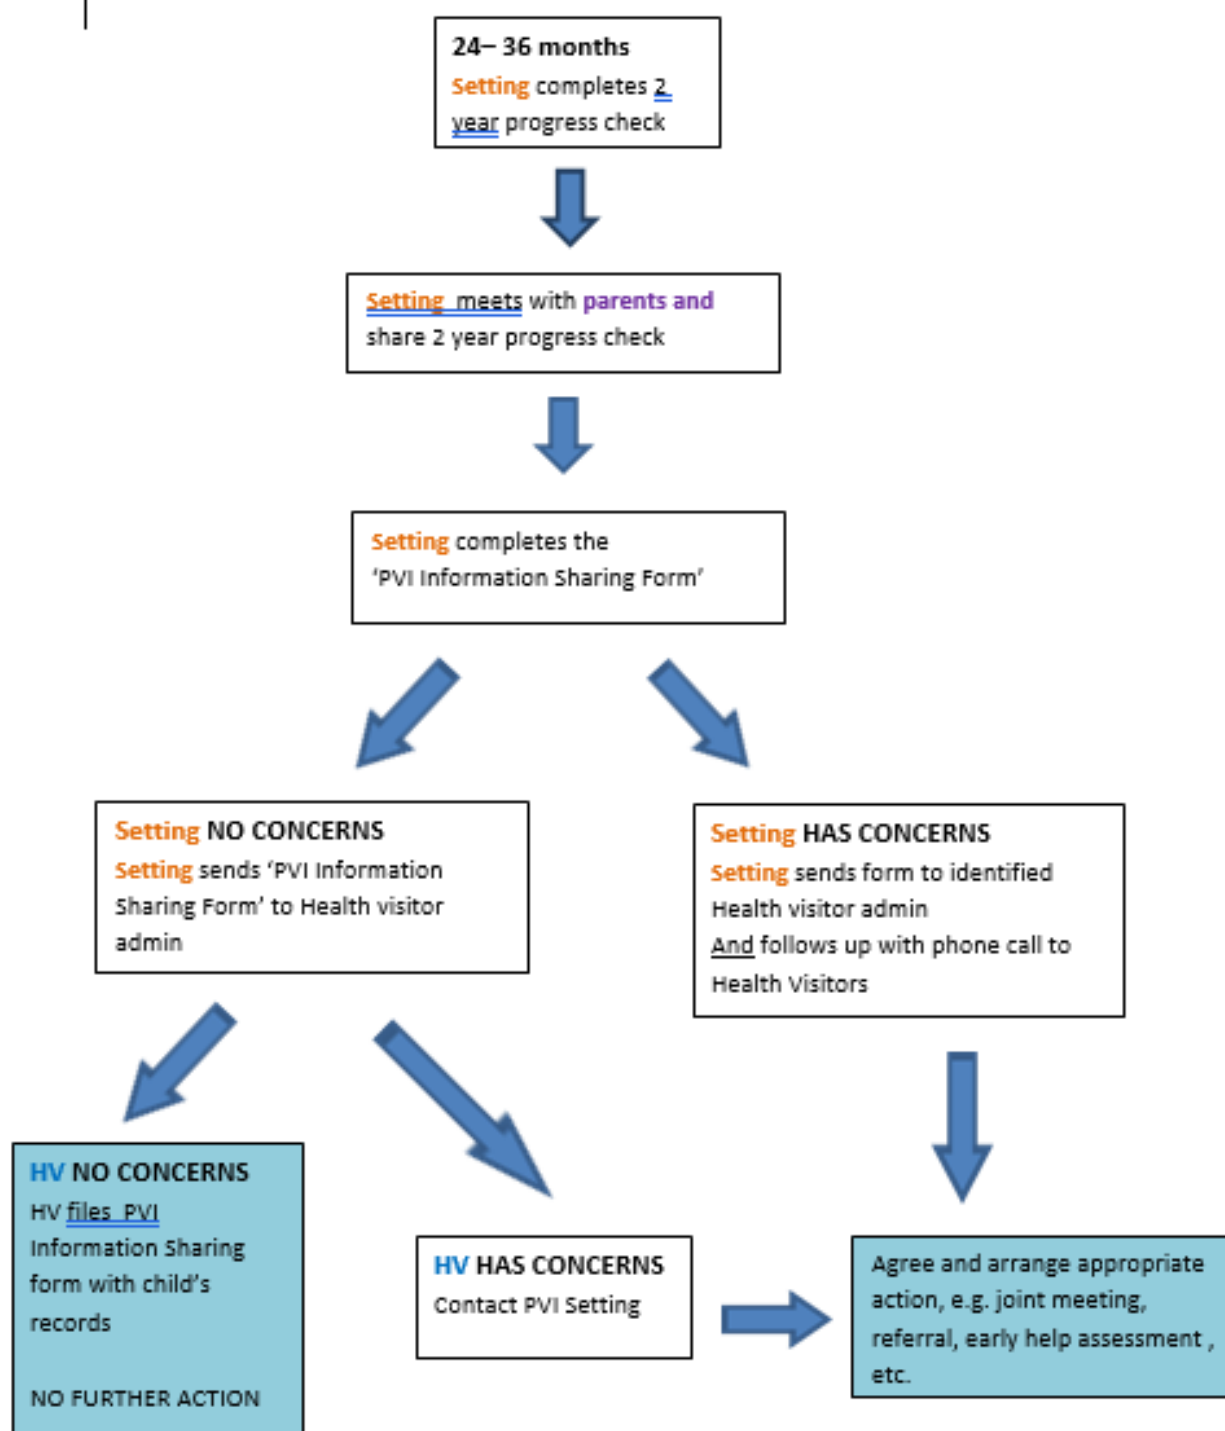 24– 36 months
Setting completes 2
year progress check
Setting  meets with parents and
share 2 year progress check
Setting completes the
‘PVI Information Sharing Form’
Setting NO CONCERNS
Setting sends ‘PVI Information
Sharing Form’ to Health visitor
admin
Setting HAS CONCERNS
Setting sends form to identified
Health visitor admin
And follows up with phone call to
Health Visitors
HV NO CONCERNS
HV files  PVI
Information Sharing
form with child’s
records
NO FURTHER ACTION
HV HAS CONCERNS
Contact PVI Setting
Agree and arrange appropriate
action, e.g. joint meeting,
referral, early help assessment ,
etc.